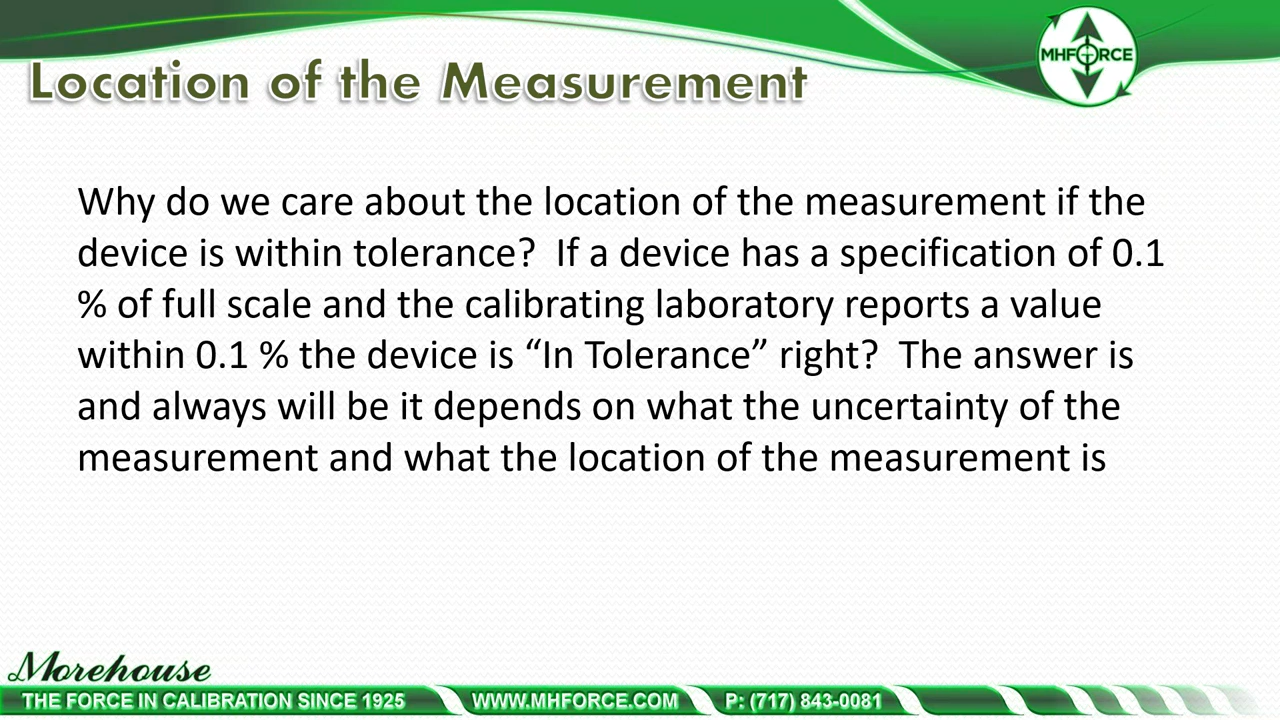 MHFORCE
Location of the Measurement
Why do we care about the location of the measurement if the
device is within tolerance?  If a device has a specification of 0.1
% of full scale and the calibrating laboratory reports a value
within 0.1 % the device is “In Tolerance” right?  The answer is
and always will be it depends on what the uncertainty of the
measurement and what the location of the measurement is
Morehouse
THE FORCE IN CALIBRATION SINCE 1925 WWW.MHFORCE.COM P: (717) 843-0081